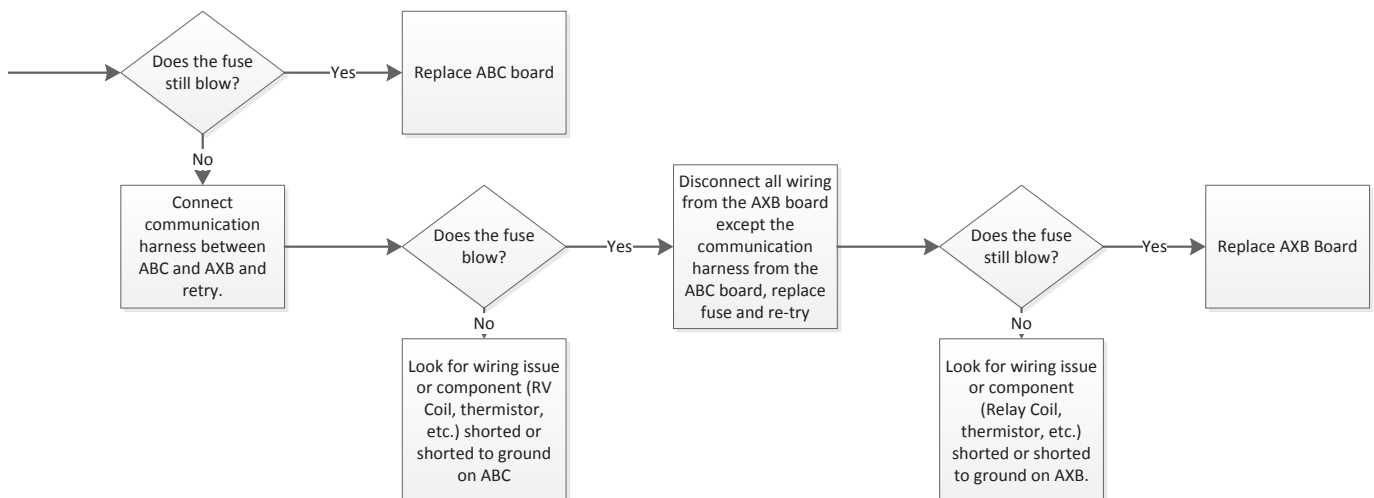 Does the fuse
still blow?
Yes
Replace ABC board
No
Connect
communication
harness between
ABC and AXB and
retry.
Does the fuse
blow?
Yes
Disconnect all wiring
from the AXB board
except the
communication
harness from the
ABC board, replace
fuse and re-try
Does the fuse
still blow?
Yes
Replace AXB Board
No
Look for wiring issue
or component (RV
Coil, thermistor,
etc.) shorted or
shorted to ground
on ABC
No
Look for wiring issue
or component
(Relay Coil,
thermistor, etc.)
shorted or shorted
to ground on AXB.